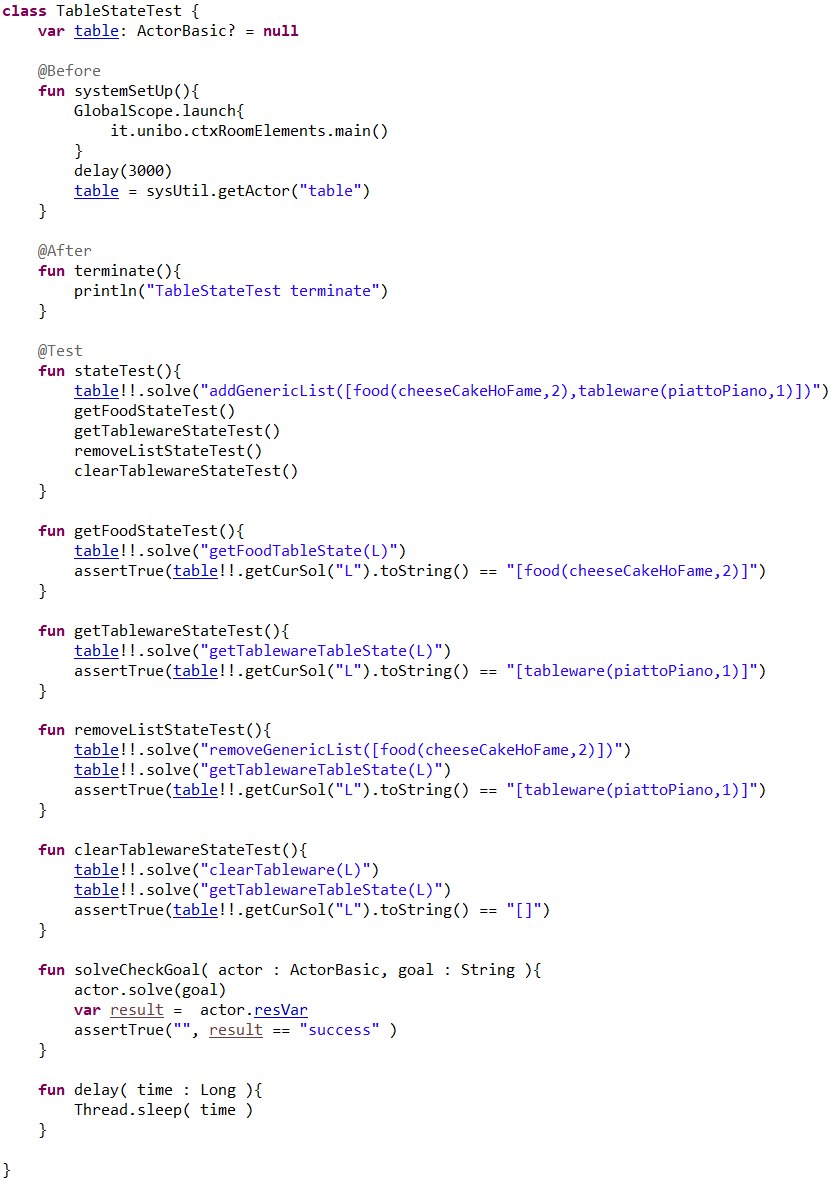 class TableStateTest {
    var table: ActorBasic? = null

    @Before
    fun systemSetUp(){
        GlobalScope.launch{
            it.unibo.ctxRoomElements.main()
        }
        delay(3000)
        table = sysUtil.getActor("table")
    }

    @After
    fun terminate(){
        println("TableStateTest terminate")
    }

    @Test
    fun stateTest(){
        table!!.solve("addGenericList([food(cheeseCakeHoFame,2),tableware(piattoPiano,1)])")
        getFoodStateTest()
        getTablewareStateTest()
        removeListStateTest()
        clearTablewareStateTest()
    }

    fun getFoodStateTest(){
        table!!.solve("getFoodTableState(L)")
        assertTrue(table!!.getCurSol("L").toString() == "[food(cheeseCakeHoFame,2)]")
    }

    fun getTablewareStateTest(){
        table!!.solve("getTablewareTableState(L)")
        assertTrue(table!!.getCurSol("L").toString() == "[tableware(piattoPiano,1)]")
    }

    fun removeListStateTest(){
        table!!.solve("removeGenericList([food(cheeseCakeHoFame,2)])")
        table!!.solve("getTablewareTableState(L)")
        assertTrue(table!!.getCurSol("L").toString() == "[tableware(piattoPiano,1)]")
    }

    fun clearTablewareStateTest(){
        table!!.solve("clearTableware(L)")
        table!!.solve("getTablewareTableState(L)")
        assertTrue(table!!.getCurSol("L").toString() == "[]")
    }

    fun solveCheckGoal( actor : ActorBasic, goal : String ){
        actor.solve(goal)
        var result =  actor.resVar
        assertTrue("", result == "success" )
    }

    fun delay( time : Long ){
        Thread.sleep( time )
    }

}